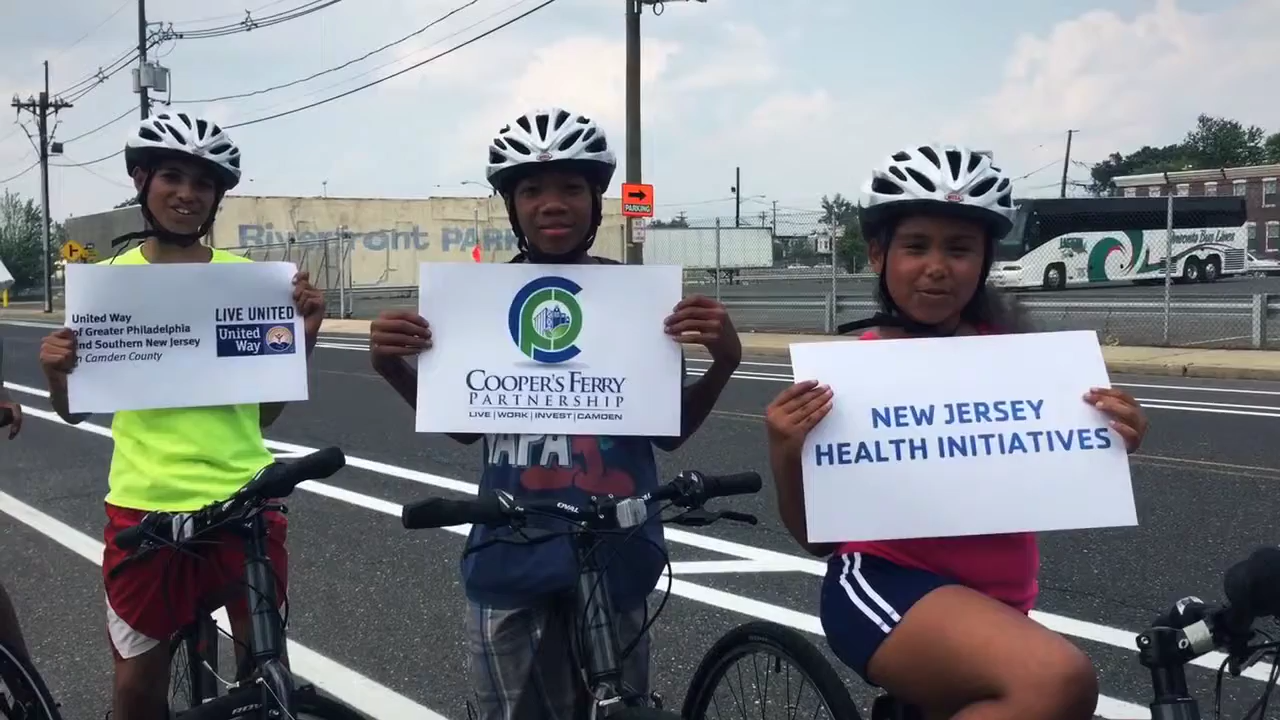 Riverfront PARK
PARKING
United Way
of Greater Philadelphia
and Southern New Jersey
in Camden County
LIVE UNITED
United
Way
COOPER'S FERRY
PARTNERSHIP
LIVE | WORK | INVEST | CAMDEN
NEW JERSEY
HEALTH INITIATIVES
BELL